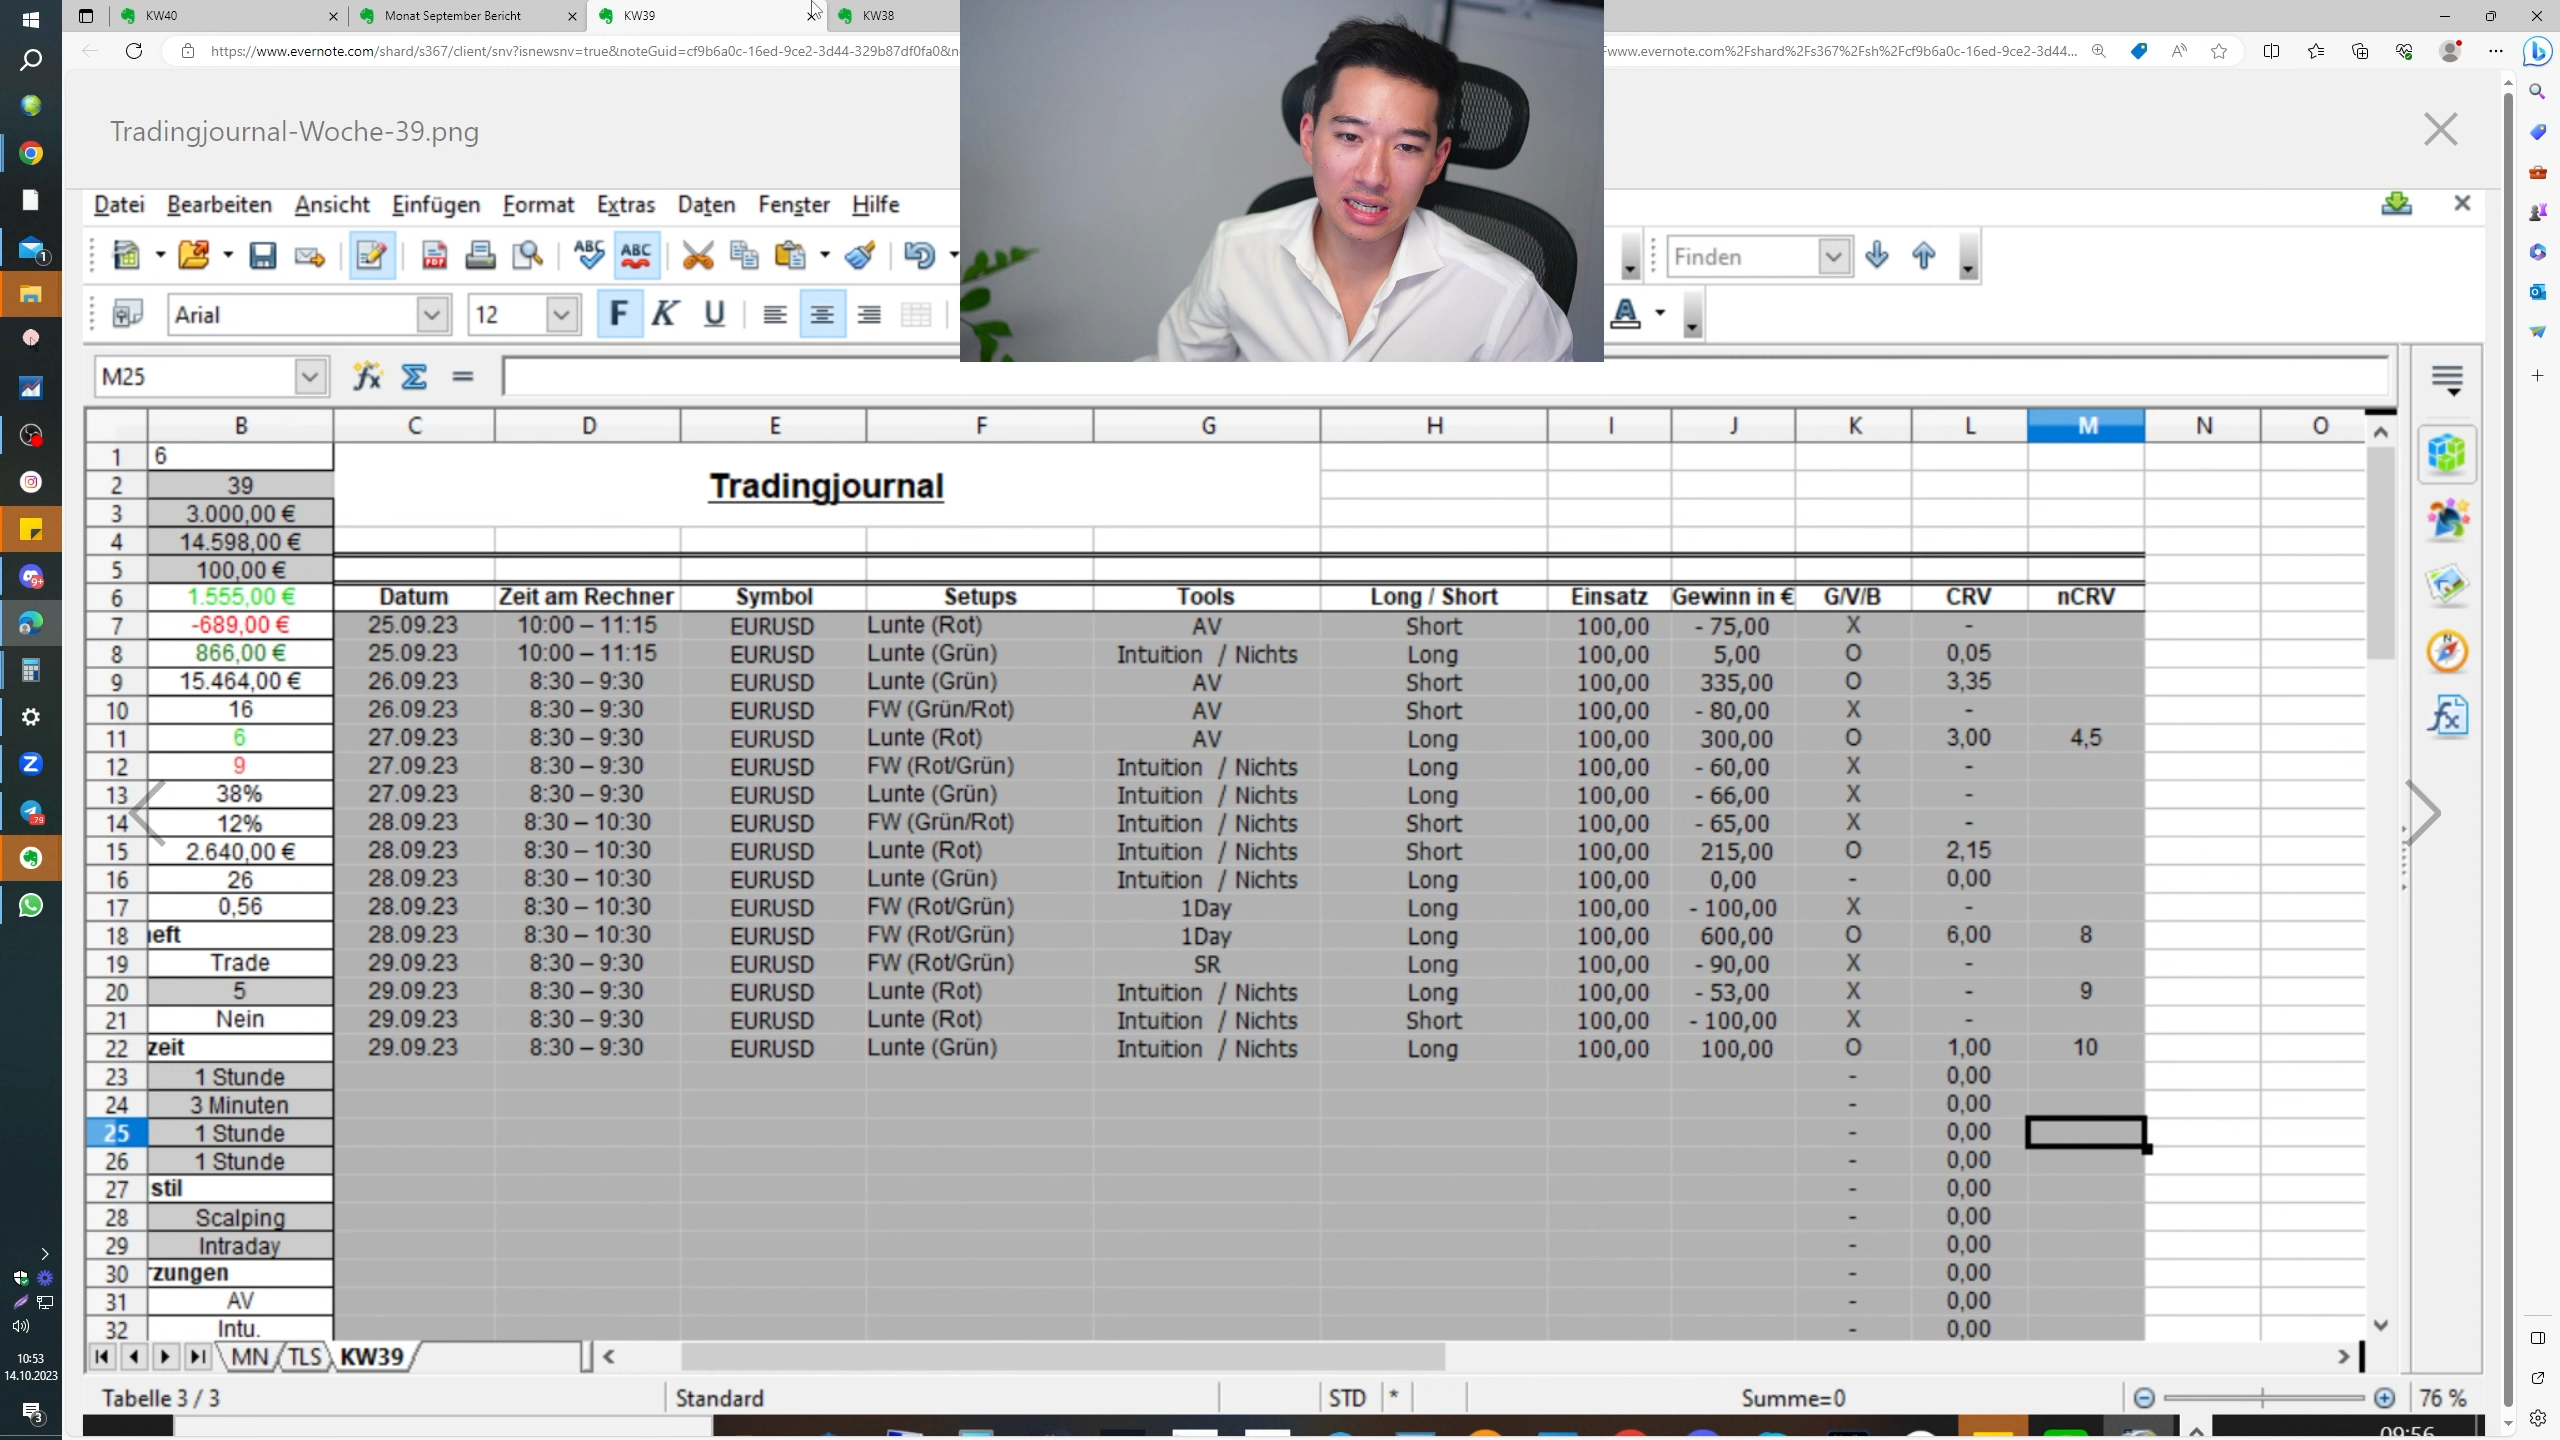 KW40
Monat September Bericht
KW39
KW38
https://www.evernote.com/shard/s367/client/snv?isnewsnv=true&noteGuid=cf9b6a0c-16ed-9ce2-3d44-329b87df0fa0&n
www.evernote.com%2Fshard%2Fs367%2Fsh%2Fcf9b6a0c-16ed-9ce2-3d44...
Tradingjournal-Woche-39.png
Datei Bearbeiten Ansicht Einfügen Format Extras Daten Fenster Hilfe
ABC ABC
Finden
Arial 12 F K U A
M25 fx Σ =
B C D E F G H I J K L M N O
1 6
Tradingjournal
2 39
3 3.000,00 €
4 14.598,00 €
5 100,00 €
6 1.555,00 € Datum Zeit am Rechner Symbol Setups Tools Long / Short Einsatz Gewinn in € G/V/B CRV nCRV
7 -689,00 € 25.09.23 10:00 – 11:15 EURUSD Lunte (Rot) AV Short 100,00 - 75,00 X -
8 866,00 € 25.09.23 10:00 – 11:15 EURUSD Lunte (Grün) Intuition / Nichts Long 100,00 5,00 O 0,05
9 15.464,00 € 26.09.23 8:30 – 9:30 EURUSD Lunte (Grün) AV Short 100,00 335,00 O 3,35
10 16 26.09.23 8:30 – 9:30 EURUSD FW (Grün/Rot) AV Short 100,00 - 80,00 X -
11 6 27.09.23 8:30 – 9:30 EURUSD Lunte (Rot) AV Long 100,00 300,00 O 3,00 4,5
12 9 27.09.23 8:30 – 9:30 EURUSD FW (Rot/Grün) Intuition / Nichts Long 100,00 - 60,00 X -
13 38% 27.09.23 8:30 – 9:30 EURUSD Lunte (Grün) Intuition / Nichts Long 100,00 - 66,00 X -
14 12% 28.09.23 8:30 – 10:30 EURUSD FW (Grün/Rot) Intuition / Nichts Short 100,00 - 65,00 X -
15 2.640,00 € 28.09.23 8:30 – 10:30 EURUSD Lunte (Rot) Intuition / Nichts Short 100,00 215,00 O 2,15
16 26 28.09.23 8:30 – 10:30 EURUSD Lunte (Grün) Intuition / Nichts Long 100,00 0,00 - 0,00
17 0,56 28.09.23 8:30 – 10:30 EURUSD FW (Rot/Grün) 1Day Long 100,00 - 100,00 X -
18 heft 28.09.23 8:30 – 10:30 EURUSD FW (Rot/Grün) 1Day Long 100,00 600,00 O 6,00 8
19 Trade 29.09.23 8:30 – 9:30 EURUSD FW (Rot/Grün) SR Long 100,00 - 90,00 X -
20 5 29.09.23 8:30 – 9:30 EURUSD Lunte (Rot) Intuition / Nichts Long 100,00 - 53,00 X - 9
21 Nein 29.09.23 8:30 – 9:30 EURUSD Lunte (Rot) Intuition / Nichts Short 100,00 - 100,00 X -
22 zeit 29.09.23 8:30 – 9:30 EURUSD Lunte (Grün) Intuition / Nichts Long 100,00 100,00 O 1,00 10
23 1 Stunde - 0,00
24 3 Minuten - 0,00
25 1 Stunde - 0,00
26 1 Stunde - 0,00
27 stil - 0,00
28 Scalping - 0,00
29 Intraday - 0,00
30 rzungen - 0,00
31 AV - 0,00
32 Intu. - 0,00
MN TLS KW39
Tabelle 3 / 3 Standard STD * Summe=0 76 %
09:56
10:53
14.10.2023
1
9+
79
3